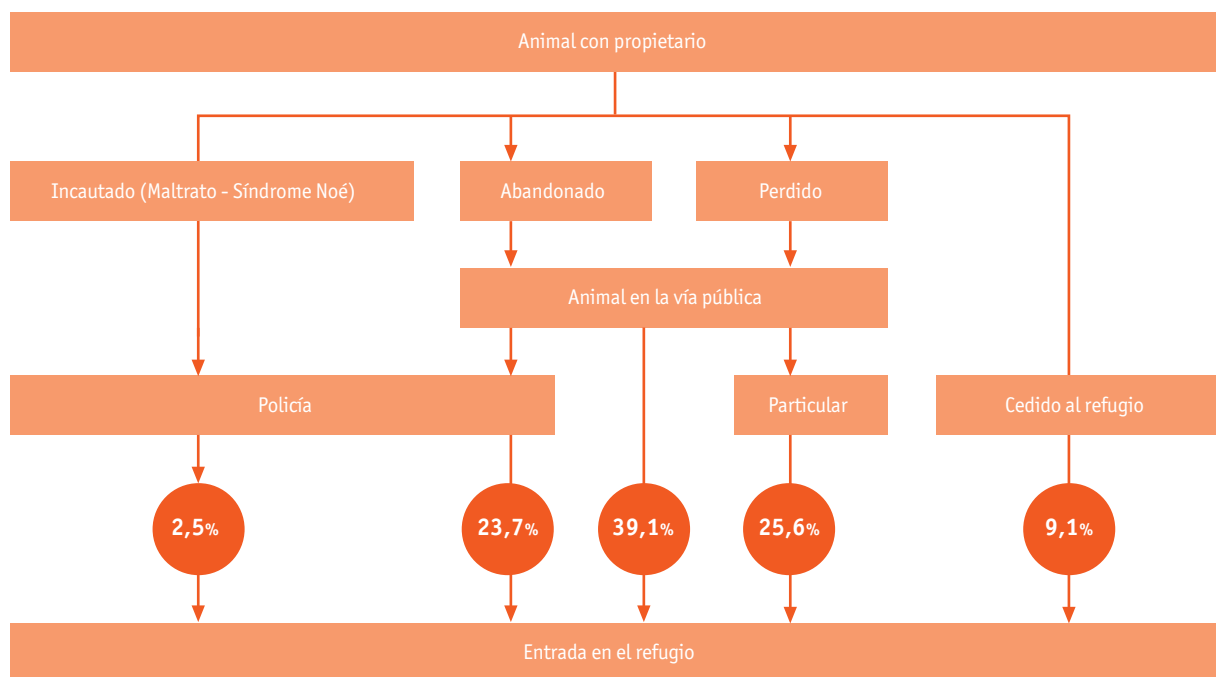 Animal con propietario
Incautado (Maltrato - Síndrome Noé)
Abandonado
Perdido
Animal en la vía pública
Policía
Particular
Cedido al refugio
2,5%
23,7%
39,1%
25,6%
9,1%
Entrada en el refugio